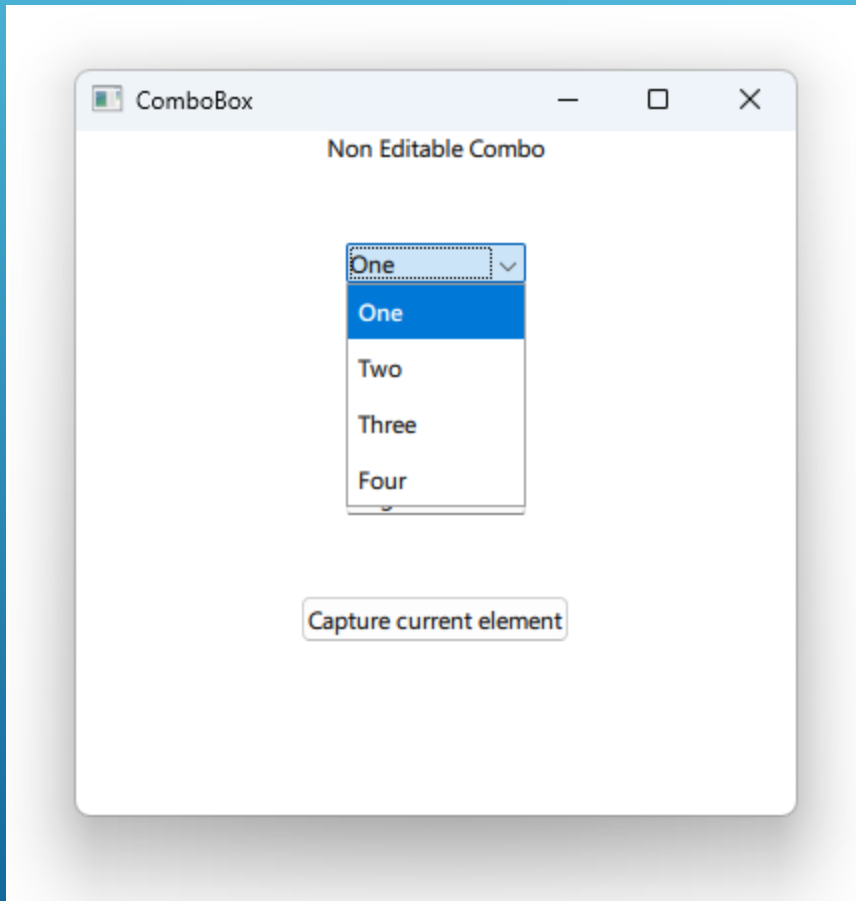 ComboBox
Non Editable Combo
One
One
Two
Three
Four
Capture current element